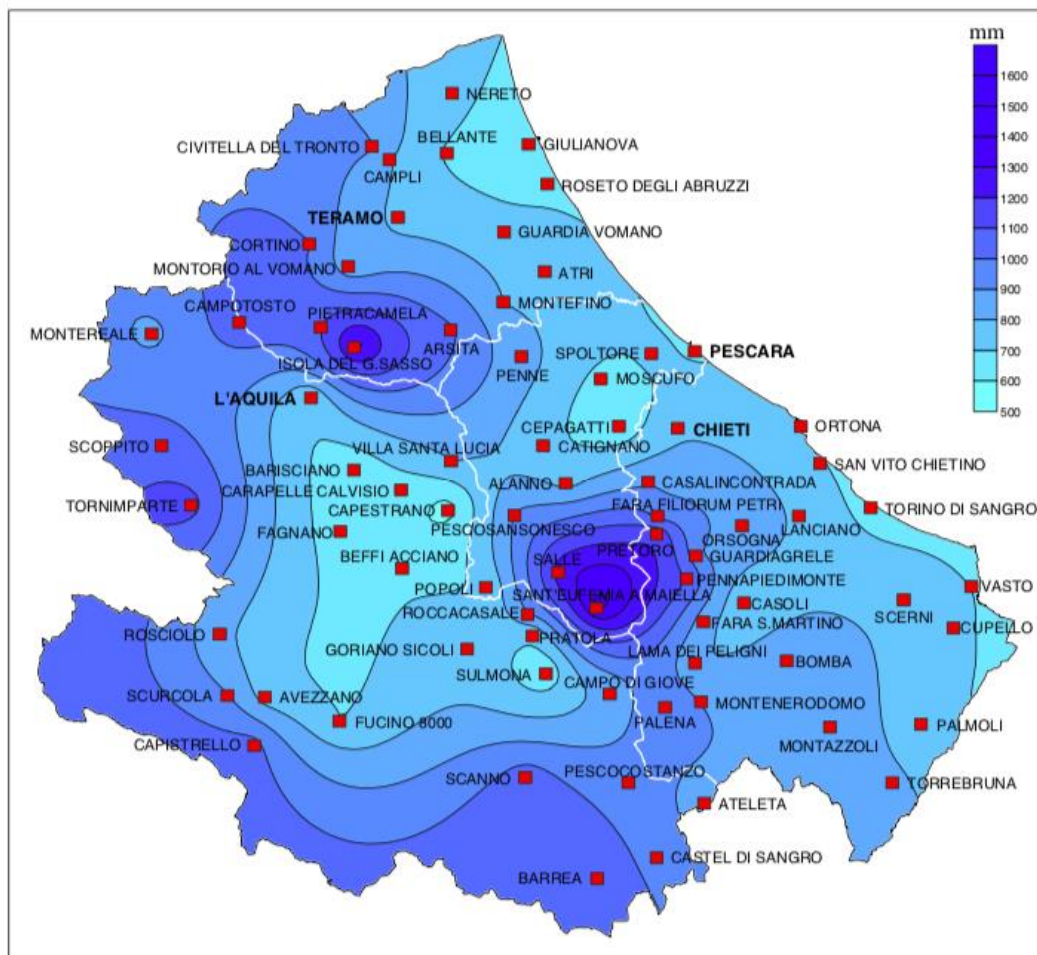 mm
1600
1500
1400
1300
1200
1100
1000
900
800
700
600
500
NERETO
BELLANTE
GIULIANOVA
CIVITELLA DEL TRONTO
CAMPLI
ROSETO DEGLI ABRUZZI
TERAMO
GUARDIA VOMANO
CORTINO
MONTORIO AL VOMANO
ATRI
CAMPOTOSTO
PIETRACAMELA
MONTEFINO
MONTEREALE
ARSITA
ISOLA DEL G.SASSO
PENNE
SPOLTORE
PESCARA
MOSCUFO
L'AQUILA
CEPAGATTI
CHIETI
ORTONA
SCOPPITO
VILLA SANTA LUCIA
CATIGNANO
SAN VITO CHIETINO
BARISCIANO
CARAPELLE CALVISIO
ALANNO
CASALINCONTRADA
TORNIMPARTE
CAPESTRANO
FARA FILIORUM PETRI
TORINO DI SANGRO
PESCOSANSONESCO
LANCIANO
FAGNANO
ORSOGNA
PRETORO
BEFFI ACCIANO
SALLE
GUARDIAGRELE
POPOLI
PENNAPIEDIMONTE
VASTO
SANT'EUFEMIA A MAIELLA
CASOLI
SCERNI
ROCCACASALE
FARA S.MARTINO
CUPELLO
ROSCIOLO
PRATOLA
GORIANO SICOLI
LAMA DEI PELIGNI
BOMBA
SULMONA
CAMPO DI GIOVE
SCURCOLA
AVEZZANO
MONTENERODOMO
FUCINO 8000
PALENA
PALMOLI
CAPISTRELLO
MONTAZZOLI
SCANNO
PESCOCOSTANZO
TORREBRUNA
ATELETA
CASTEL DI SANGRO
BARREA